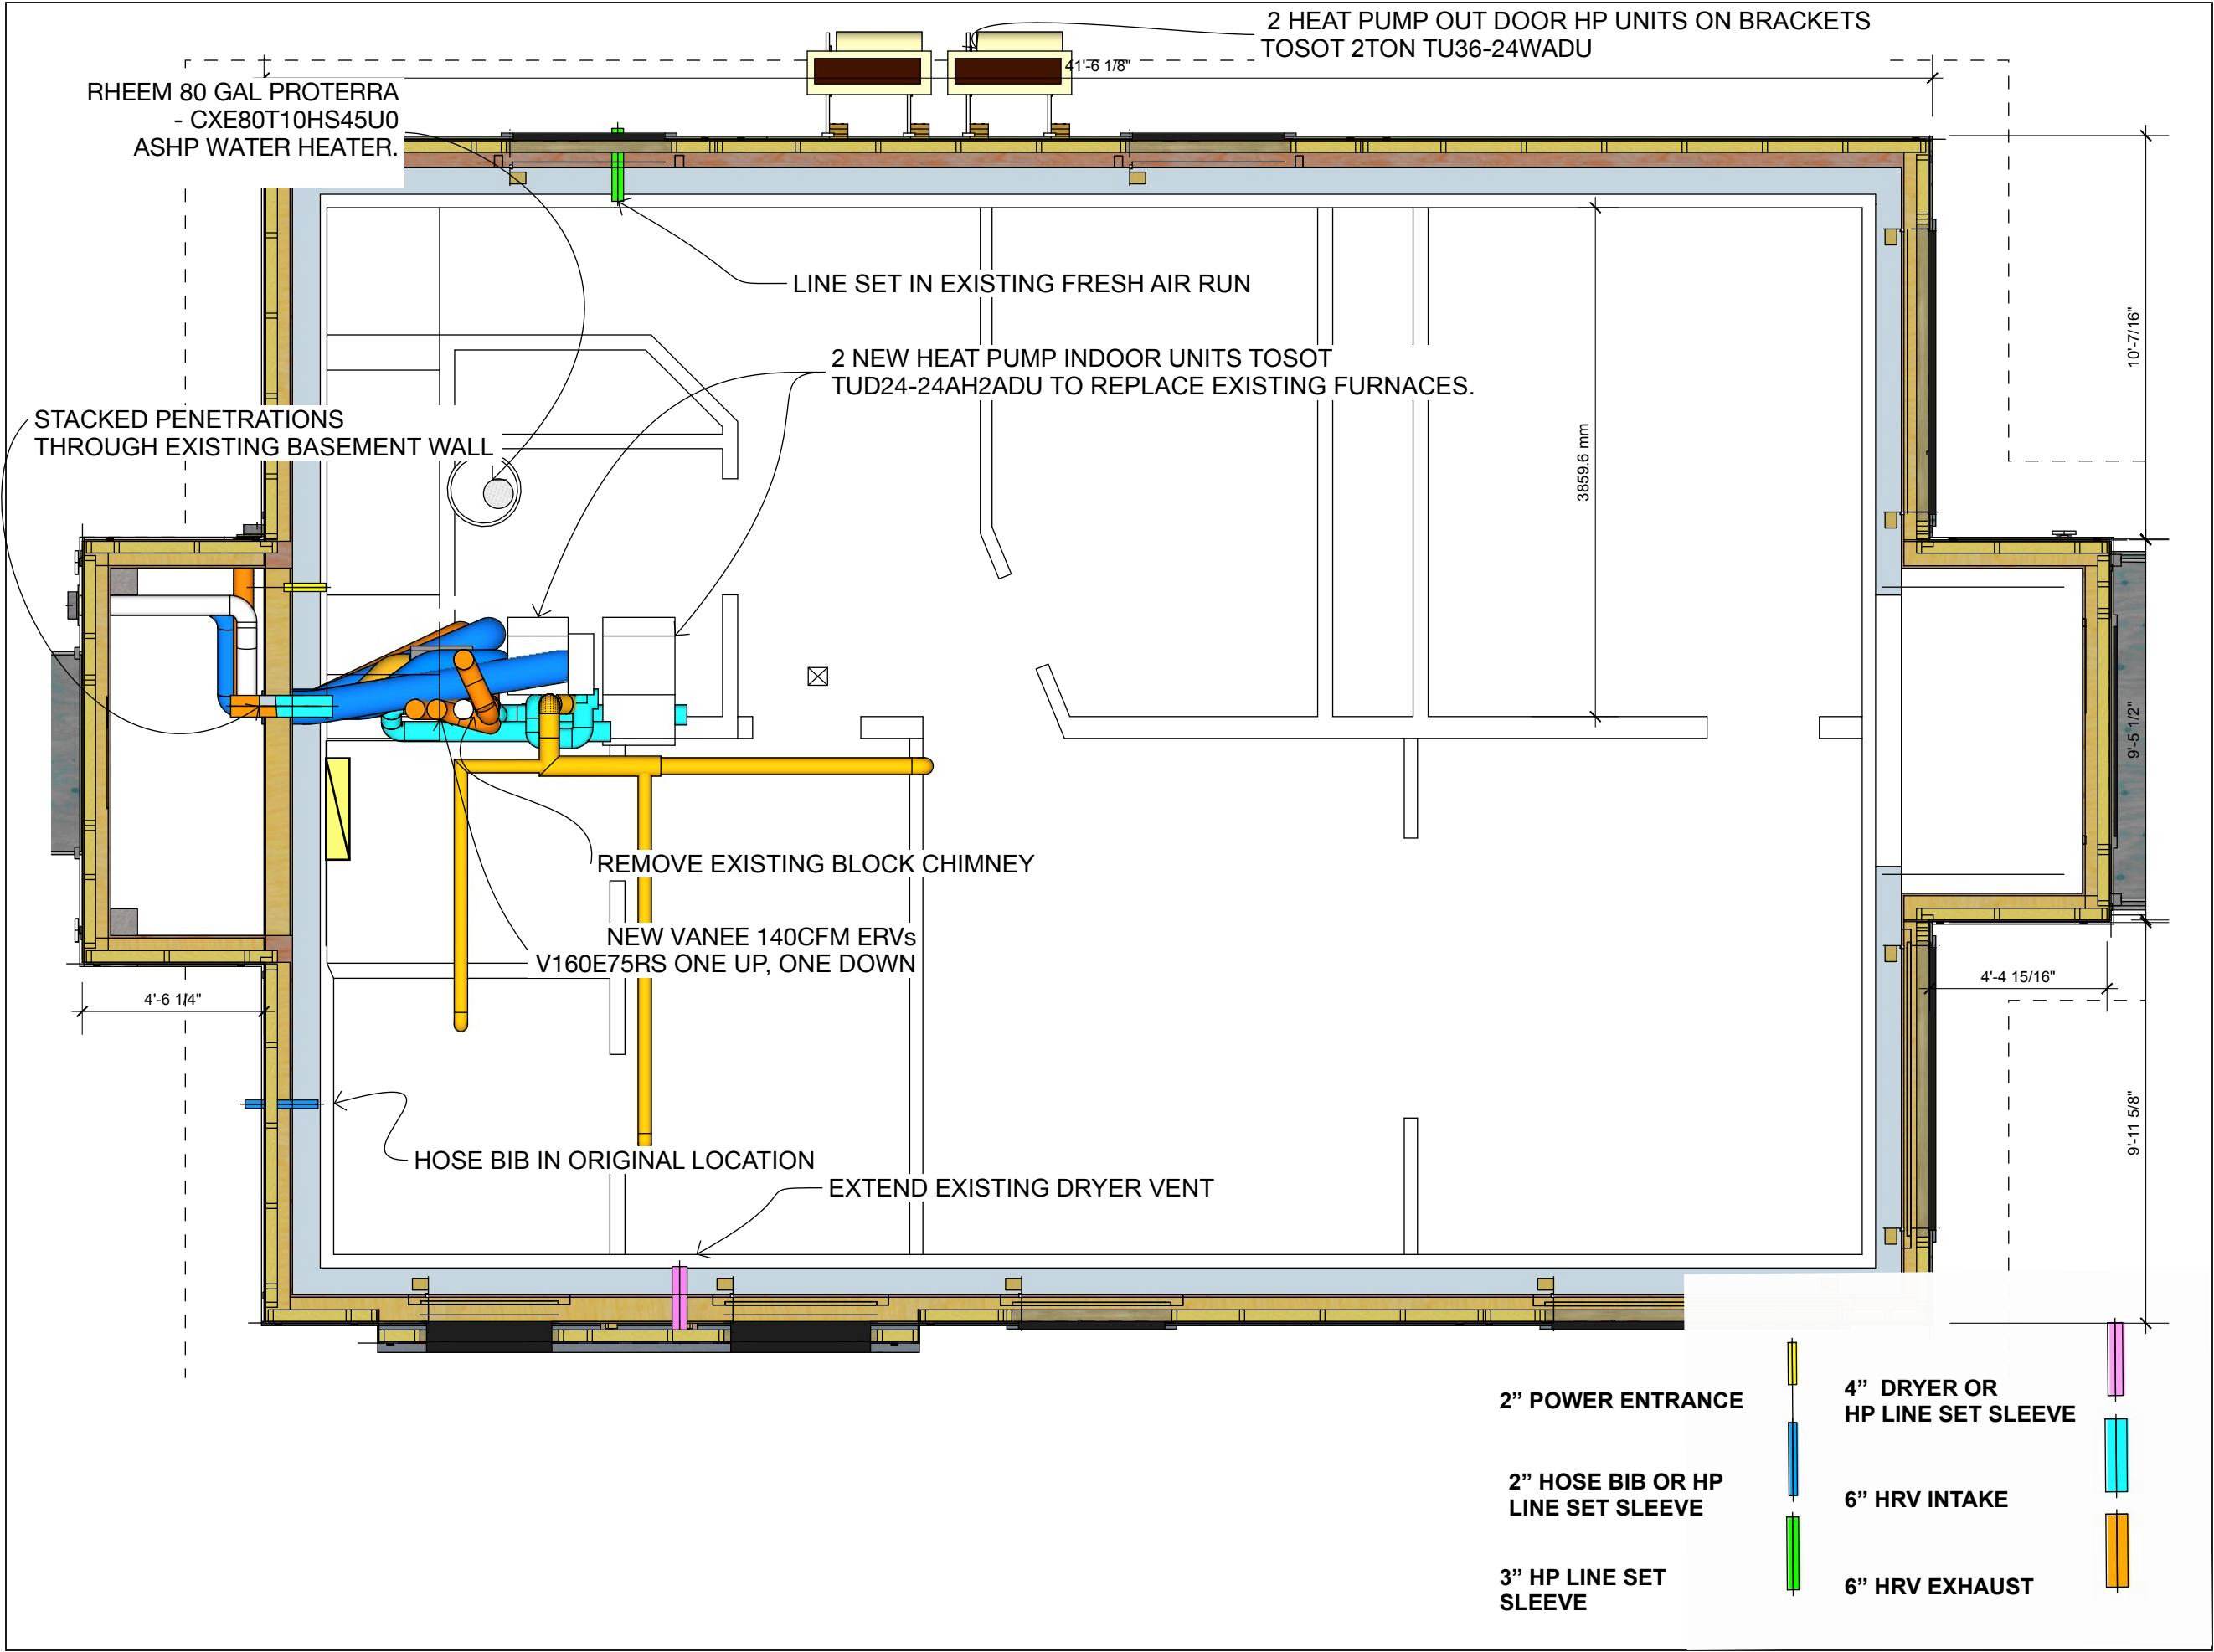 2 HEAT PUMP OUT DOOR HP UNITS ON BRACKETS
TOSOT 2TON TU36-24WADU
41'-6 1/8"
RHEEM 80 GAL PROTERRA
- CXE80T10HS45U0
ASHP WATER HEATER.
LINE SET IN EXISTING FRESH AIR RUN
10'-7/16"
2 NEW HEAT PUMP INDOOR UNITS TOSOT
TUD24-24AH2ADU TO REPLACE EXISTING FURNACES.
STACKED PENETRATIONS
THROUGH EXISTING BASEMENT WALL
3859.6 mm
9'-5 1/2"
REMOVE EXISTING BLOCK CHIMNEY
NEW VANEE 140CFM ERVs
V160E75RS ONE UP, ONE DOWN
4'-6 1/4"
4'-4 15/16"
9'-11 5/8"
HOSE BIB IN ORIGINAL LOCATION
EXTEND EXISTING DRYER VENT
2” POWER ENTRANCE
2” HOSE BIB OR HP
LINE SET SLEEVE
3” HP LINE SET
SLEEVE
4” DRYER OR
HP LINE SET SLEEVE
6” HRV INTAKE
6” HRV EXHAUST